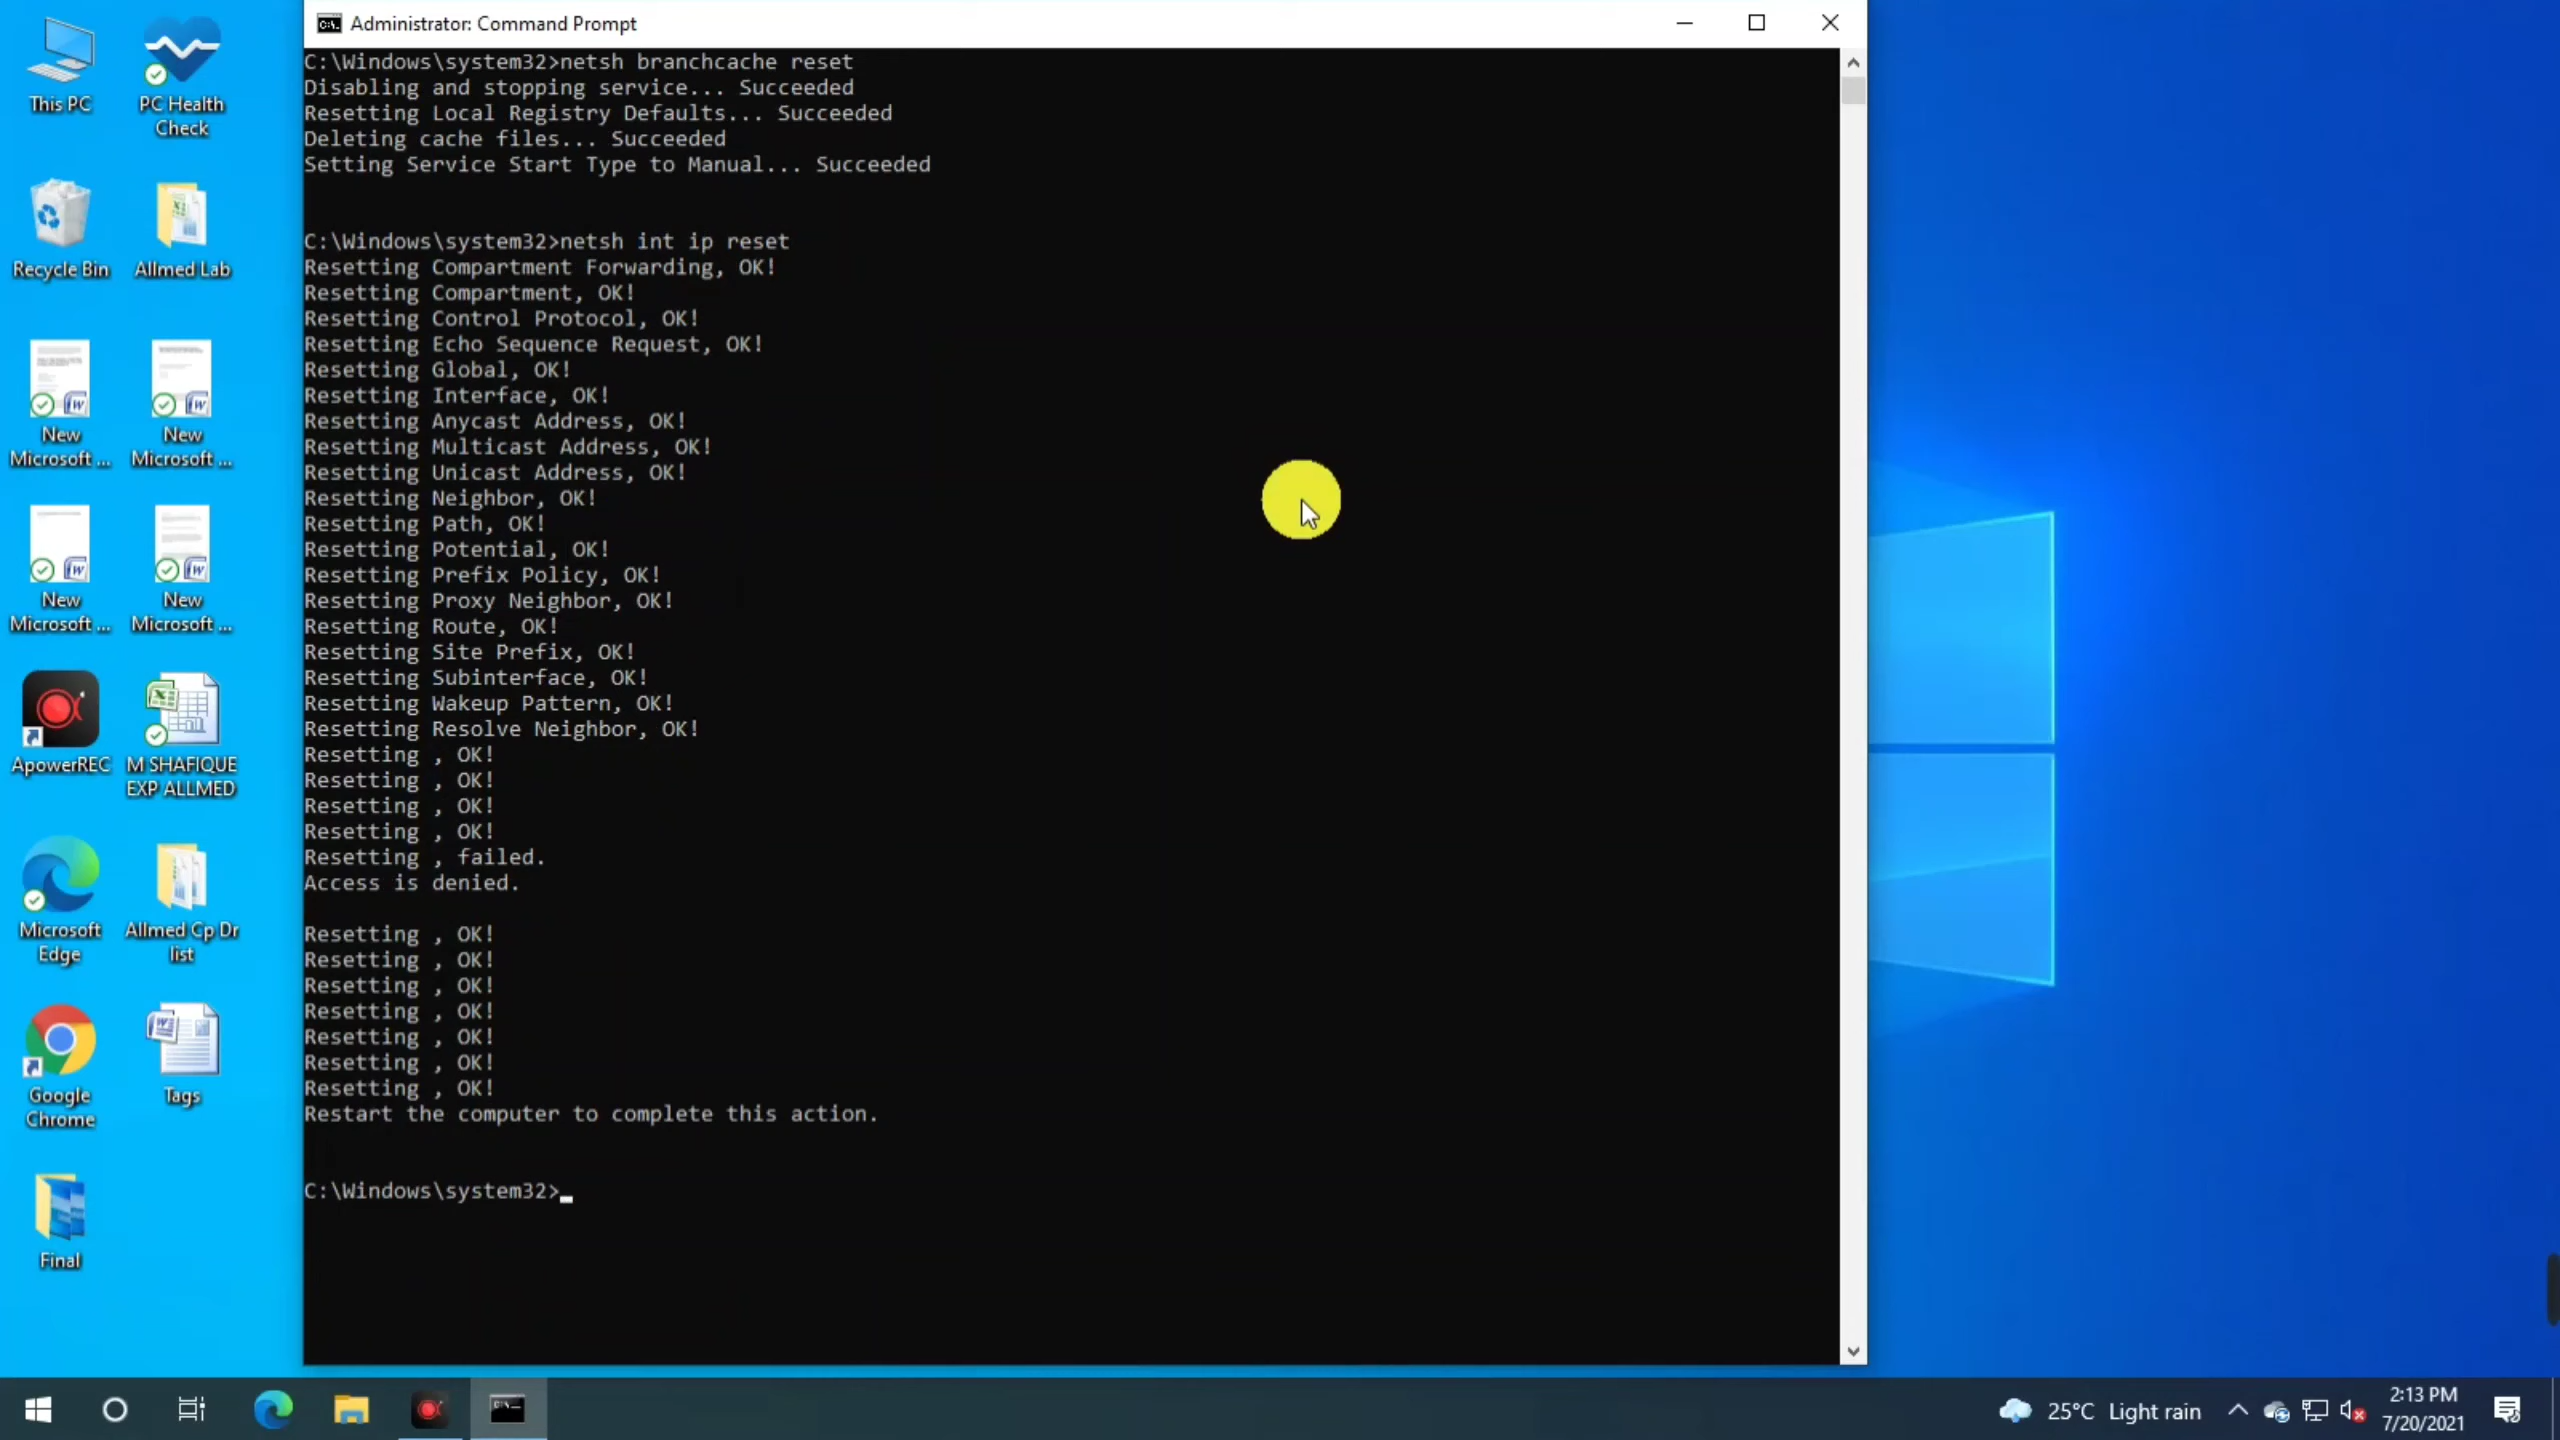 Administrator: Command Prompt
C:\Windows\system32>netsh branchcache reset
Disabling and stopping service... Succeeded
Resetting Local Registry Defaults... Succeeded
Deleting cache files... Succeeded
Setting Service Start Type to Manual... Succeeded
C:\Windows\system32>netsh int ip reset
Resetting Compartment Forwarding, OK!
Resetting Compartment, OK!
Resetting Control Protocol, OK!
Resetting Echo Sequence Request, OK!
Resetting Global, OK!
Resetting Interface, OK!
Resetting Anycast Address, OK!
Resetting Multicast Address, OK!
Resetting Unicast Address, OK!
Resetting Neighbor, OK!
Resetting Path, OK!
Resetting Potential, OK!
Resetting Prefix Policy, OK!
Resetting Proxy Neighbor, OK!
Resetting Route, OK!
Resetting Site Prefix, OK!
Resetting Subinterface, OK!
Resetting Wakeup Pattern, OK!
Resetting Resolve Neighbor, OK!
Resetting , OK!
Resetting , OK!
Resetting , OK!
Resetting , OK!
Resetting , failed.
Access is denied.
Resetting , OK!
Resetting , OK!
Resetting , OK!
Resetting , OK!
Resetting , OK!
Resetting , OK!
Resetting , OK!
Restart the computer to complete this action.
C:\Windows\system32>
This PC
PC Health
Check
Recycle Bin
Allmed Lab
New
Microsoft ...
New
Microsoft ...
New
Microsoft ...
New
Microsoft ...
ApowerREC
M SHAFIQUE
EXP ALLMED
Microsoft
Edge
Allmed Cp Dr
list
Google
Chrome
Tags
Final
25°C Light rain
2:13 PM
7/20/2021